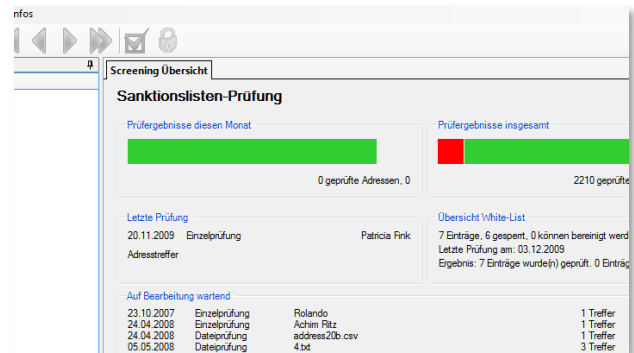 nfos
Screening Übersicht
Sanktionslisten-Prüfung
Prüfergebnisse diesen Monat
0 geprüfte Adressen, 0
Prüfergebnisse insgesamt
2210 geprüfte
Letzte Prüfung
20.11.2009 Einzelprüfung Patricia Fink
Adresstreffer
Übersicht White-List
7 Einträge, 6 gesperrt, 0 können bereinigt werd
Letzte Prüfung am: 03.12.2009
Ergebnis: 7 Einträge wurde(n) geprüft. 0 Einträg
Auf Bearbeitung wartend
23.10.2007 Einzelprüfung Rolando 1 Treffer
24.04.2008 Einzelprüfung Achim Ritz 1 Treffer
24.04.2008 Dateiprüfung address20b.csv 1 Treffer
05.05.2008 Dateiprüfung 4.txt 3 Treffer